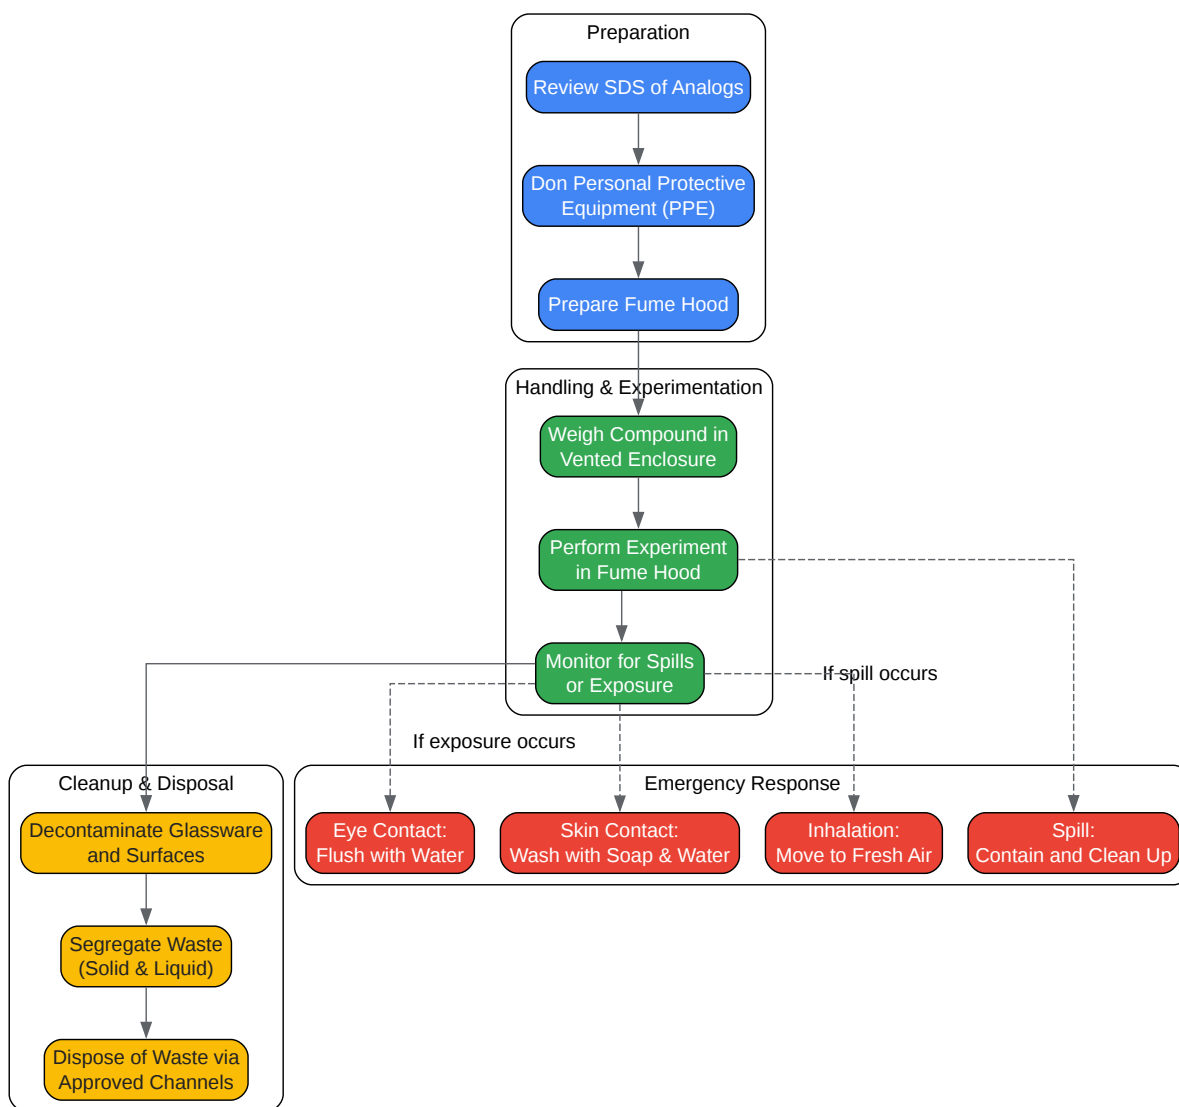 Preparation
Review SDS of Analogs
Don Personal Protective
Equipment (PPE)
Prepare Fume Hood
Handling & Experimentation
Weigh Compound in
Vented Enclosure
Perform Experiment
in Fume Hood
Monitor for Spills
or Exposure
If spill occurs
If exposure occurs
Cleanup & Disposal
Decontaminate Glassware
and Surfaces
Segregate Waste
(Solid & Liquid)
Dispose of Waste via
Approved Channels
Emergency Response
Eye Contact:
Flush with Water
Skin Contact:
Wash with Soap & Water
Inhalation:
Move to Fresh Air
Spill:
Contain and Clean Up